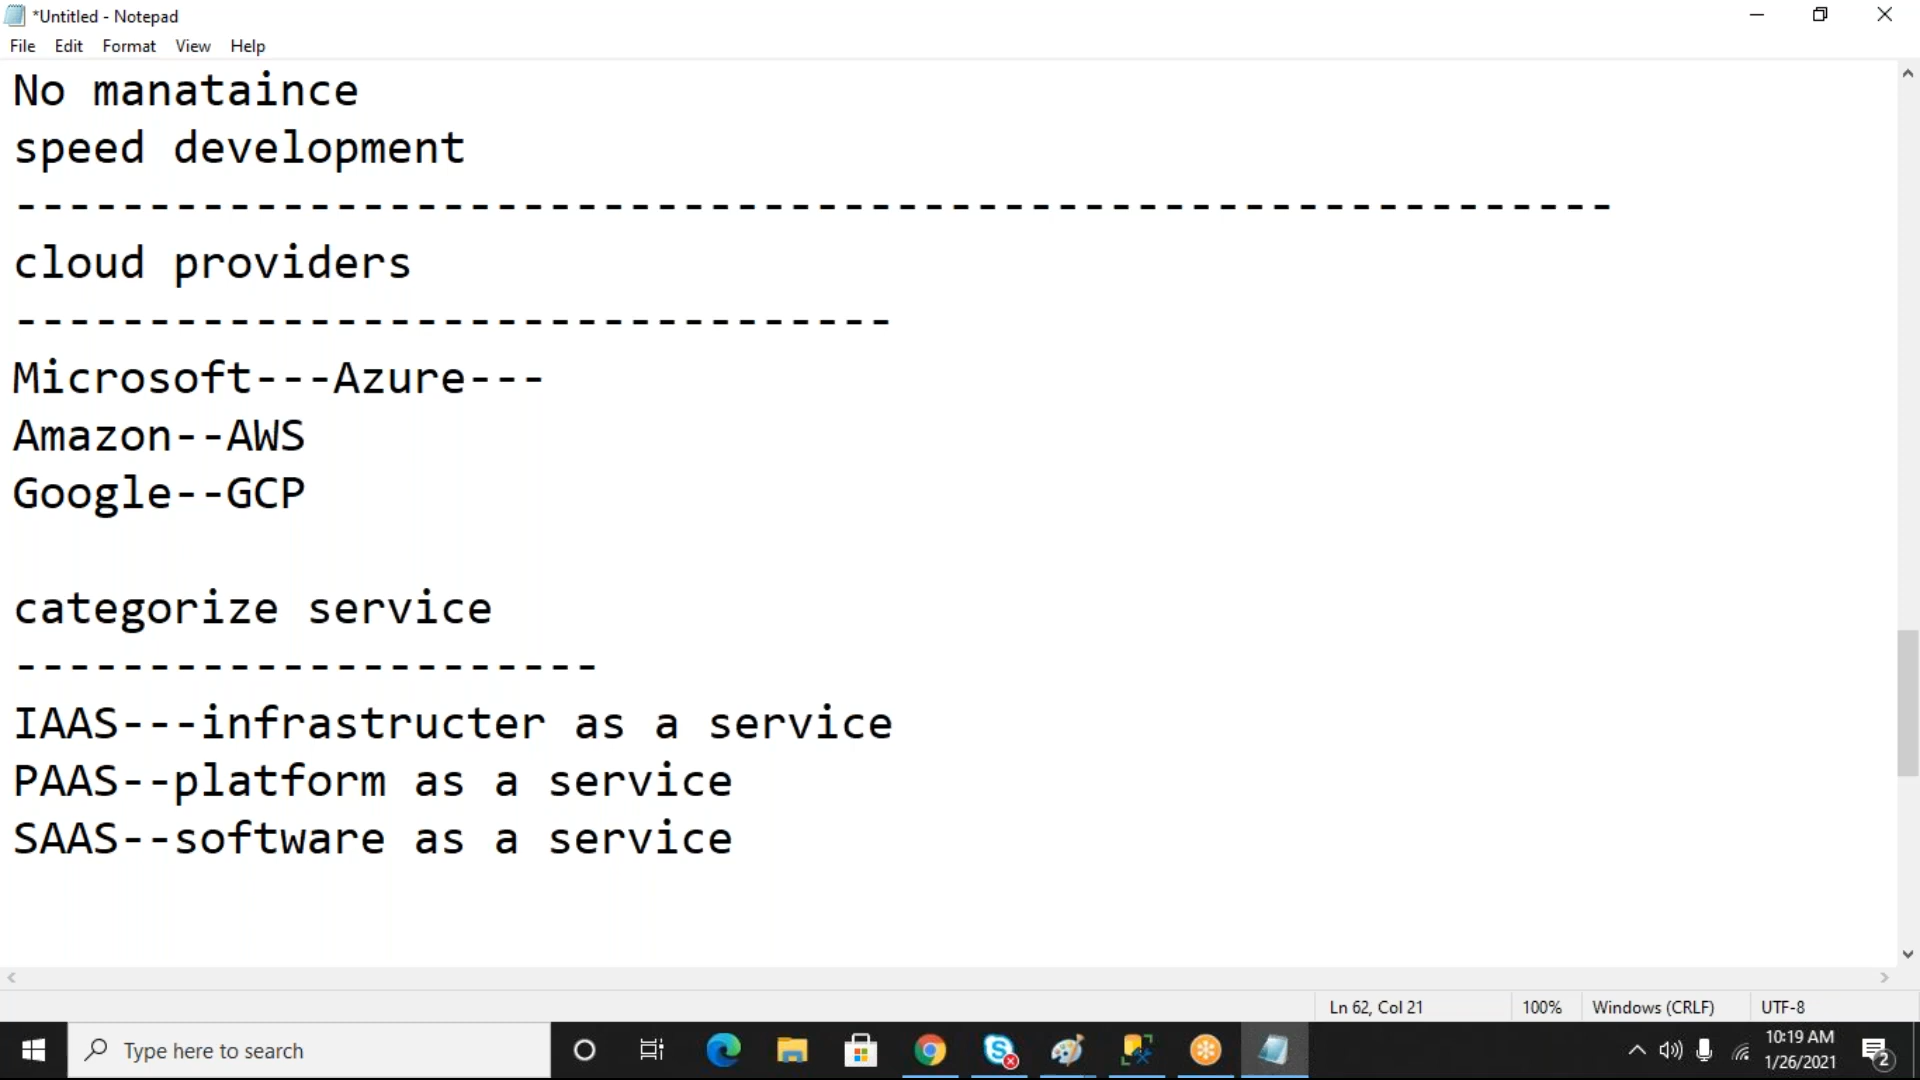 *Untitled - Notepad
File Edit Format View Help
No manataince
speed development
------------------------------------------------------------
cloud providers
---------------------------------
Microsoft---Azure---
Amazon--AWS
Google--GCP
categorize service
----------------------
IAAS---infrastructer as a service
PAAS--platform as a service
SAAS--software as a service
Ln 62, Col 21 100% Windows (CRLF) UTF-8
Type here to search
10:19 AM
1/26/2021
2